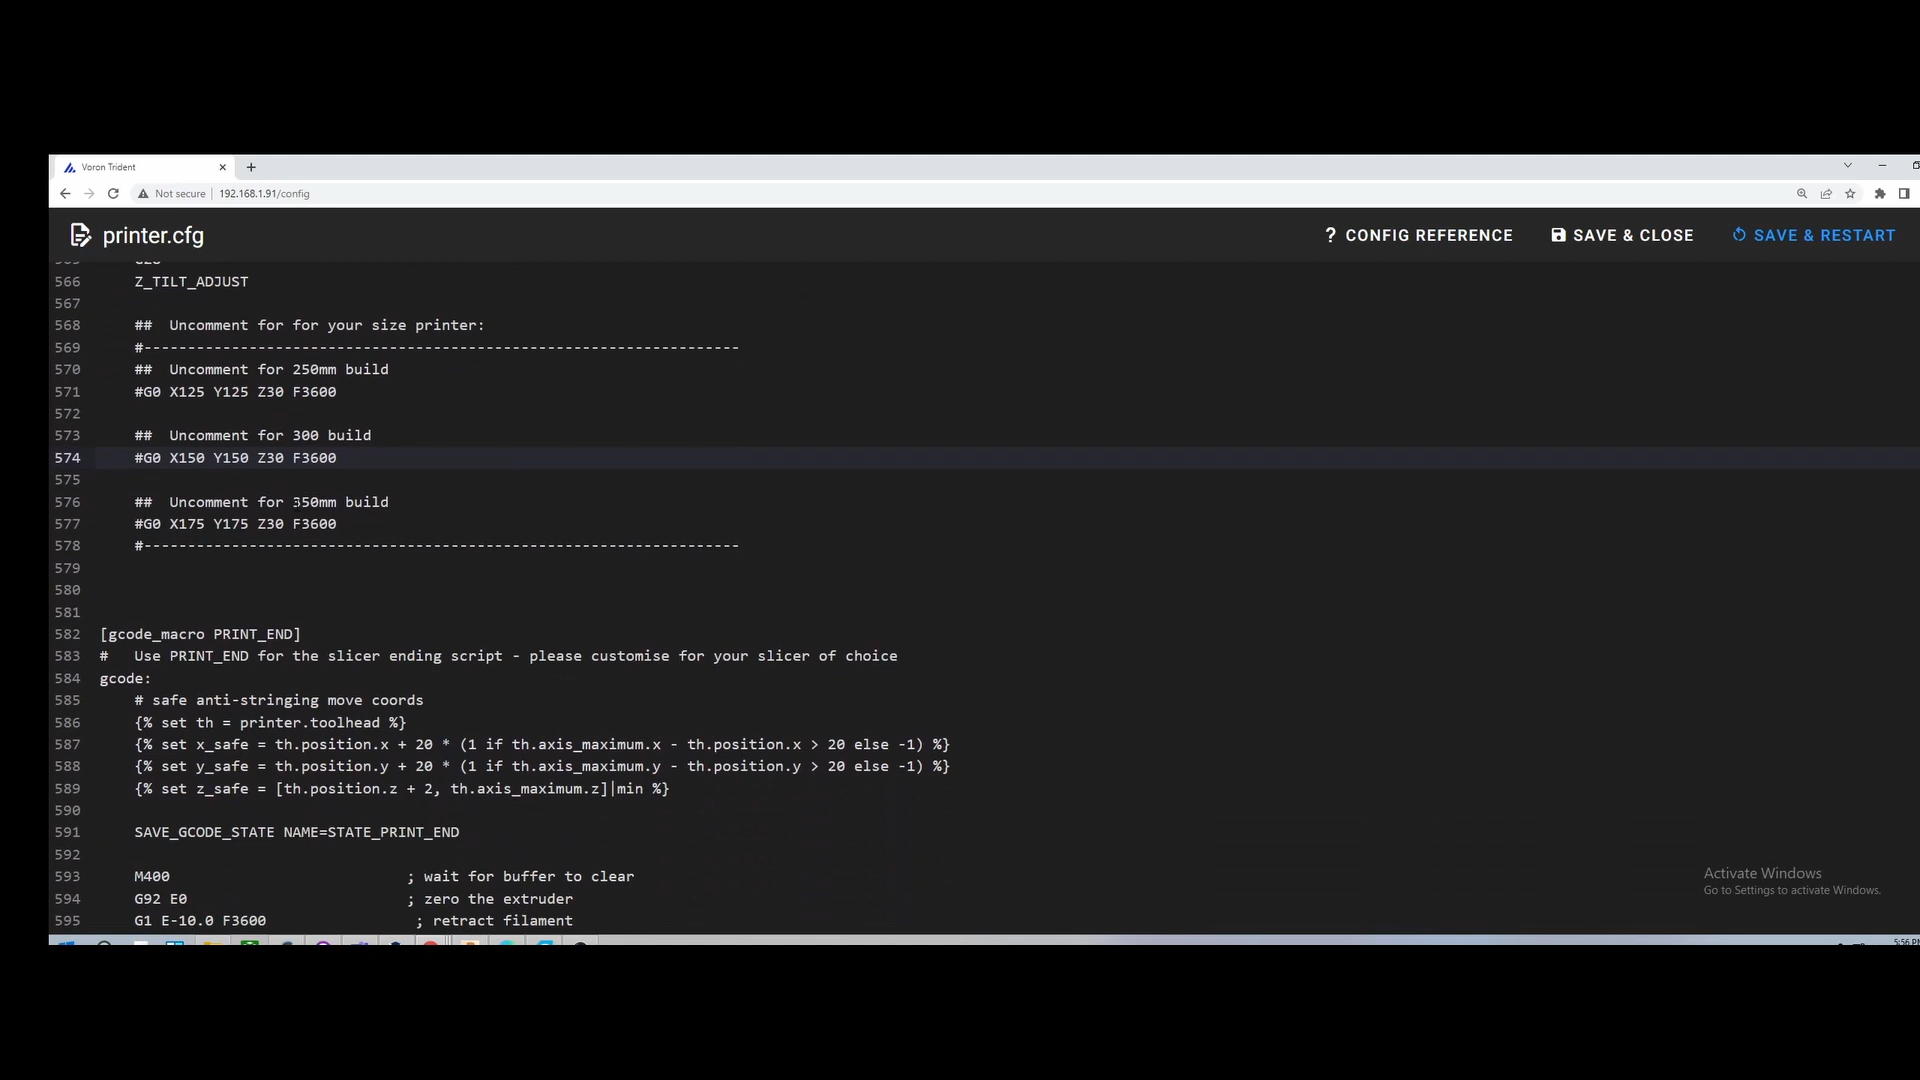 Voron Trident
Not secure 192.168.1.91/config
printer.cfg ? CONFIG REFERENCE SAVE & CLOSE SAVE & RESTART
566 Z_TILT_ADJUST
567
568 ## Uncomment for for your size printer:
569 #--------------------------------------------------------------------
570 ## Uncomment for 250mm build
571 #G0 X125 Y125 Z30 F3600
572
573 ## Uncomment for 300 build
574 #G0 X150 Y150 Z30 F3600
575
576 ## Uncomment for 350mm build
577 #G0 X175 Y175 Z30 F3600
578 #--------------------------------------------------------------------
579
580
581
582 [gcode_macro PRINT_END]
583 # Use PRINT_END for the slicer ending script - please customise for your slicer of choice
584 gcode:
585 # safe anti-stringing move coords
586 {% set th = printer.toolhead %}
587 {% set x_safe = th.position.x + 20 * (1 if th.axis_maximum.x - th.position.x > 20 else -1) %}
588 {% set y_safe = th.position.y + 20 * (1 if th.axis_maximum.y - th.position.y > 20 else -1) %}
589 {% set z_safe = [th.position.z + 2, th.axis_maximum.z]|min %}
590
591 SAVE_GCODE_STATE NAME=STATE_PRINT_END
592
593 M400 ; wait for buffer to clear
594 G92 E0 ; zero the extruder
595 G1 E-10.0 F3600 ; retract filament
Activate Windows
Go to Settings to activate Windows.